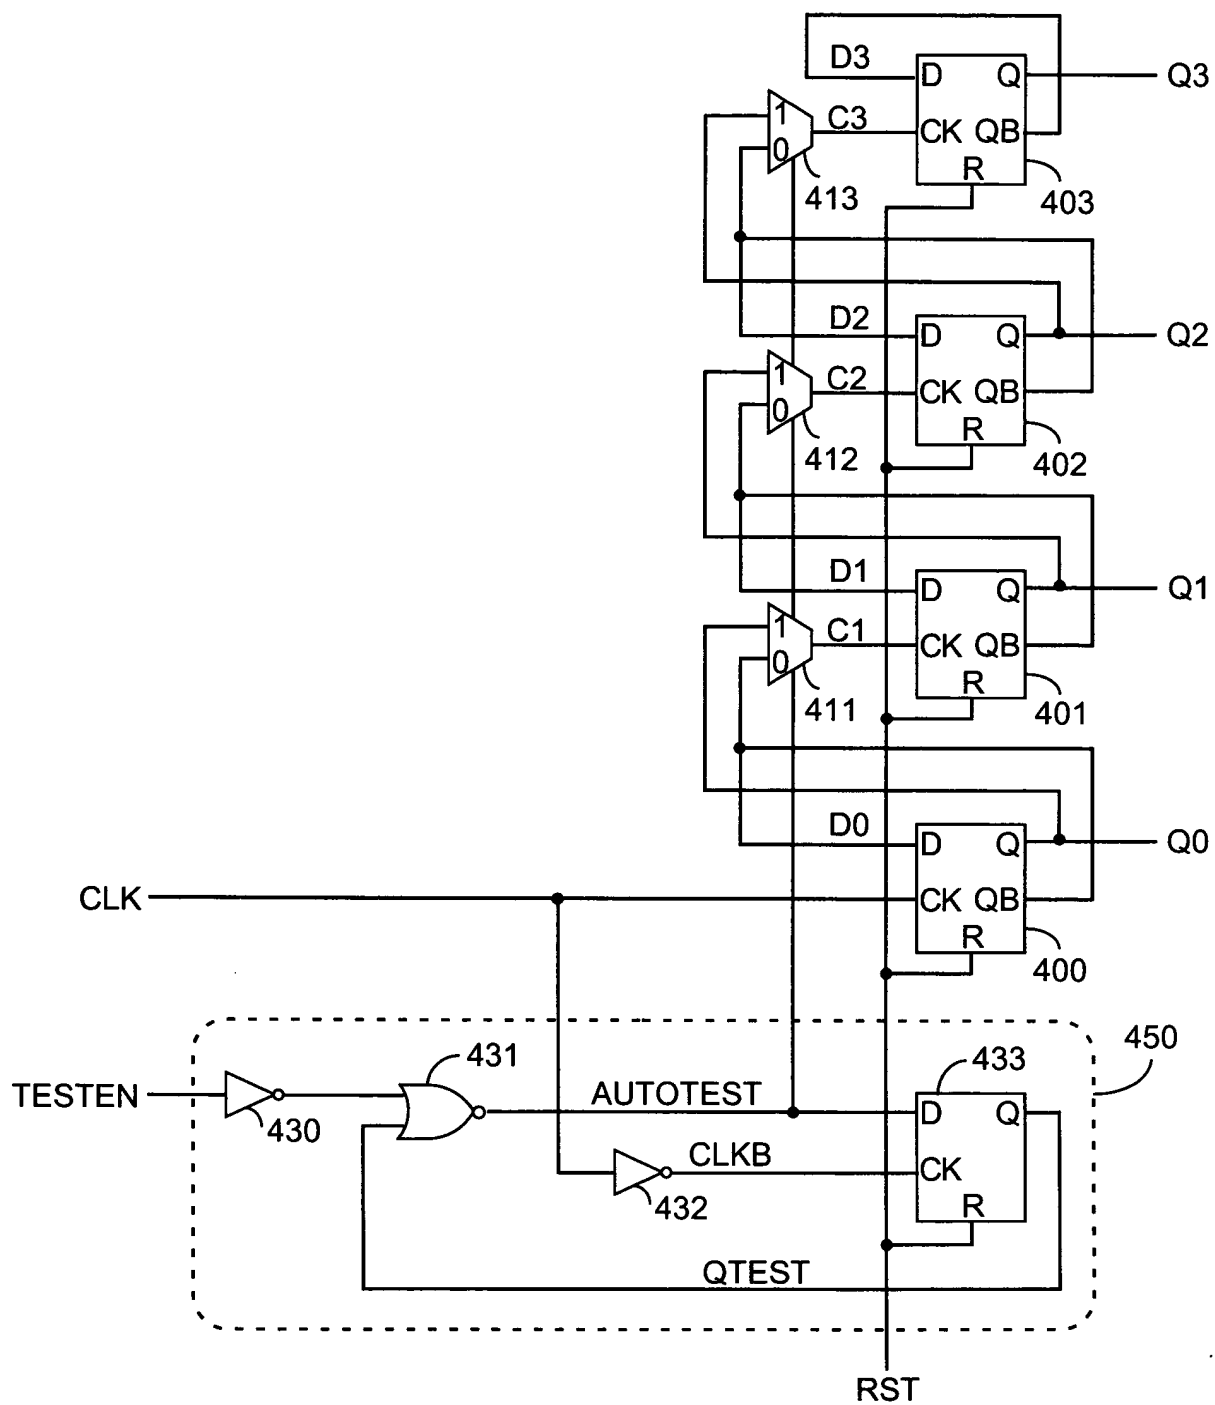 D3 D Q Q3
1 C3 CK QB
0 R
413 403
D2 D Q Q2
1 C2 CK QB
0 R
412 402
D1 D Q Q1
1 C1 CK QB
0 R
411 401
D0 D Q Q0
CLK CK QB
R
400
450
431 433
TESTEN AUTOTEST D Q
430
CLKB CK
432 R
QTEST
RST